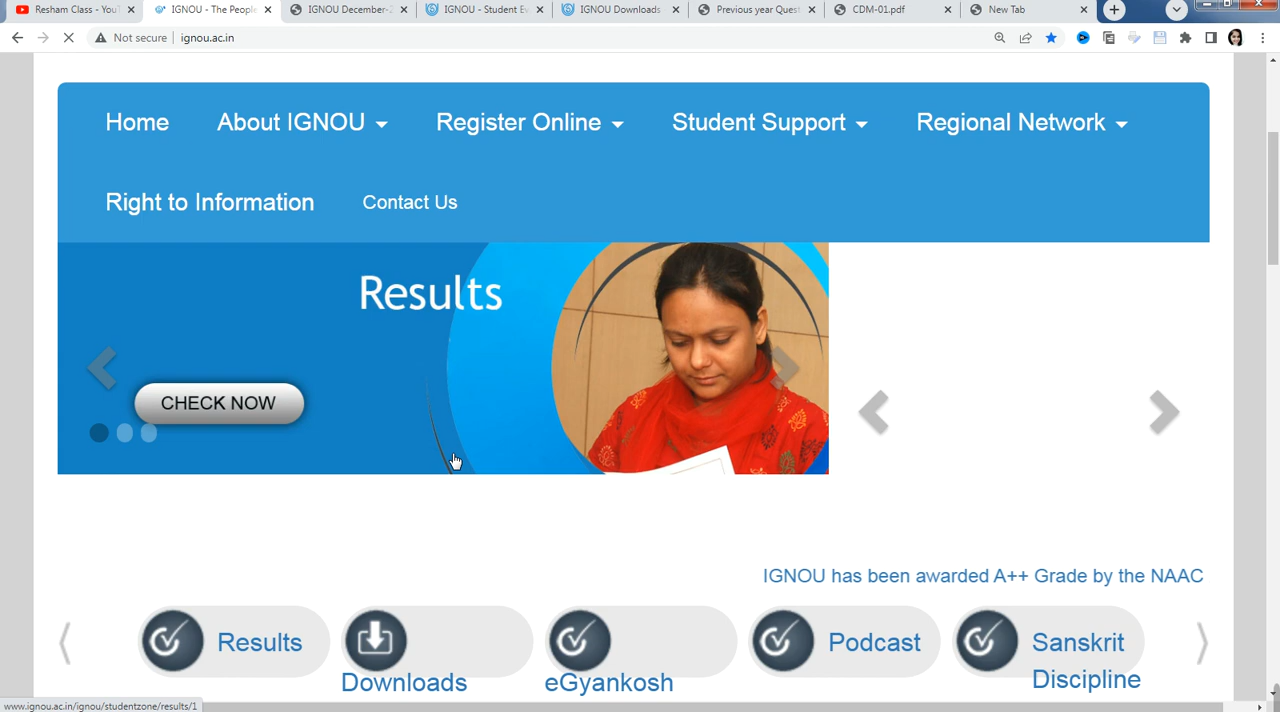 Resham Class - You
IGNOU - The People
IGNOU December-
IGNOU - Student Ev
IGNOU Downloads
Previous year Quest
CDM-01.pdf
New Tab
Not secure
ignou.ac.in
Home
About IGNOU
Register Online
Student Support
Regional Network
Right to Information
Contact Us
Results
CHECK NOW
IGNOU has been awarded A++ Grade by the NAAC
Results
Downloads
eGyankosh
Podcast
Sanskrit
Discipline
www.ignou.ac.in/ignou/studentzone/results/1